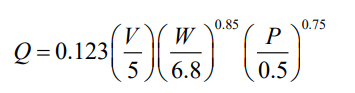 Q = 0.123 (V/5) (W/6.8)^0.85 (P/0.5)^0.75